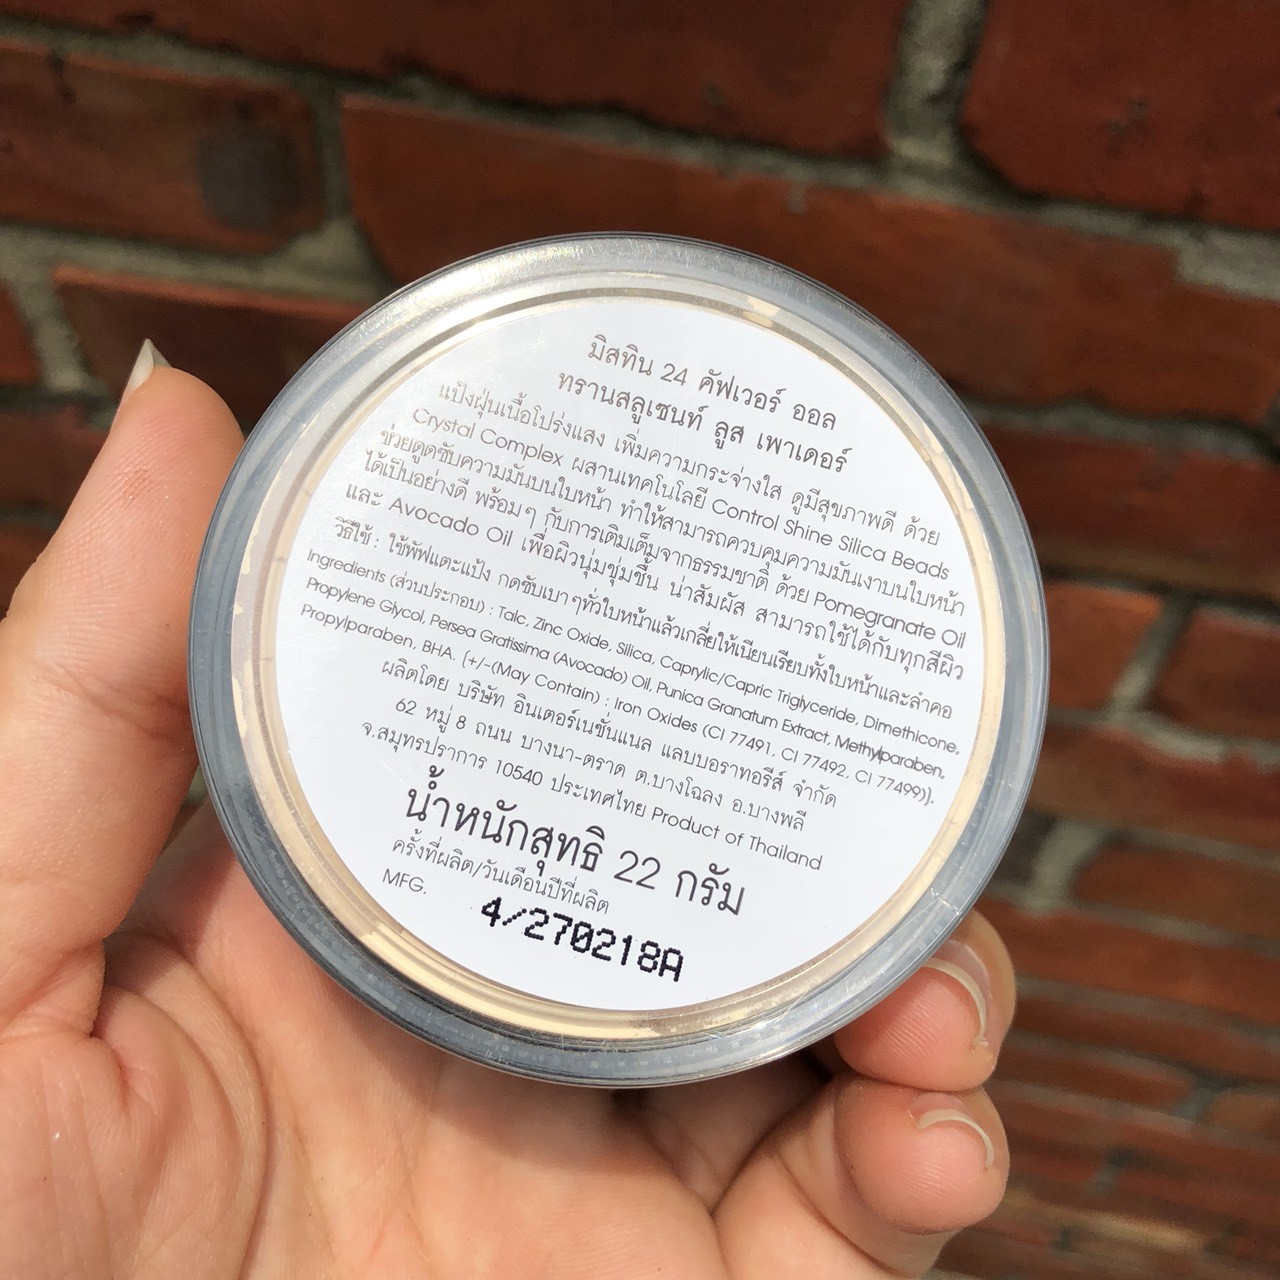 มิสทิน 24 คัฟเวอร์ ออล
ทรานสลูเซนท์ ลูส เพาเดอร์
แป้งฝุ่นเนื้อโปร่งแสง เพิ่มความกระจ่างใส ดูมีสุขภาพดี ด้วย
Crystal Complex ผสานเทคโนโลยี Control Shine Silica Beads
ช่วยดูดซับความมันบนใบหน้า ทำให้สามารถควบคุมความมันเงาบนใบหน้า
ได้เป็นอย่างดี พร้อมๆ กับการเติมเต็มจากธรรมชาติ ด้วย Pomegranate Oil
และ Avocado Oil เพื่อผิวนุ่มชุ่มชื้น น่าสัมผัส สามารถใช้ได้กับทุกสีผิว
วิธีใช้ : ใช้พัฟแตะแป้ง กดซับเบาๆทั่วใบหน้าแล้วเกลี่ยให้เนียนเรียบทั้งใบหน้าและลำคอ
Ingredients (ส่วนประกอบ) : Talc, Zinc Oxide, Silica, Caprylic/Capric Triglyceride, Dimethicone,
Propylene Glycol, Persea Gratissima (Avocado) Oil, Punica Granatum Extract, Methylparaben,
Propylparaben, BHA. [+/-(May Contain) : Iron Oxides (CI 77491, CI 77492, CI 77499)].
ผลิตโดย บริษัท อินเตอร์เนชั่นแนล แลบบอราทอรีส์ จำกัด
62 หมู่ 8 ถนน บางนา-ตราด ต.บางโฉลง อ.บางพลี
จ.สมุทรปราการ 10540 ประเทศไทย Product of Thailand
น้ำหนักสุทธิ 22 กรัม
ครั้งที่ผลิต/วันเดือนปีที่ผลิต
MFG. 4/270218A